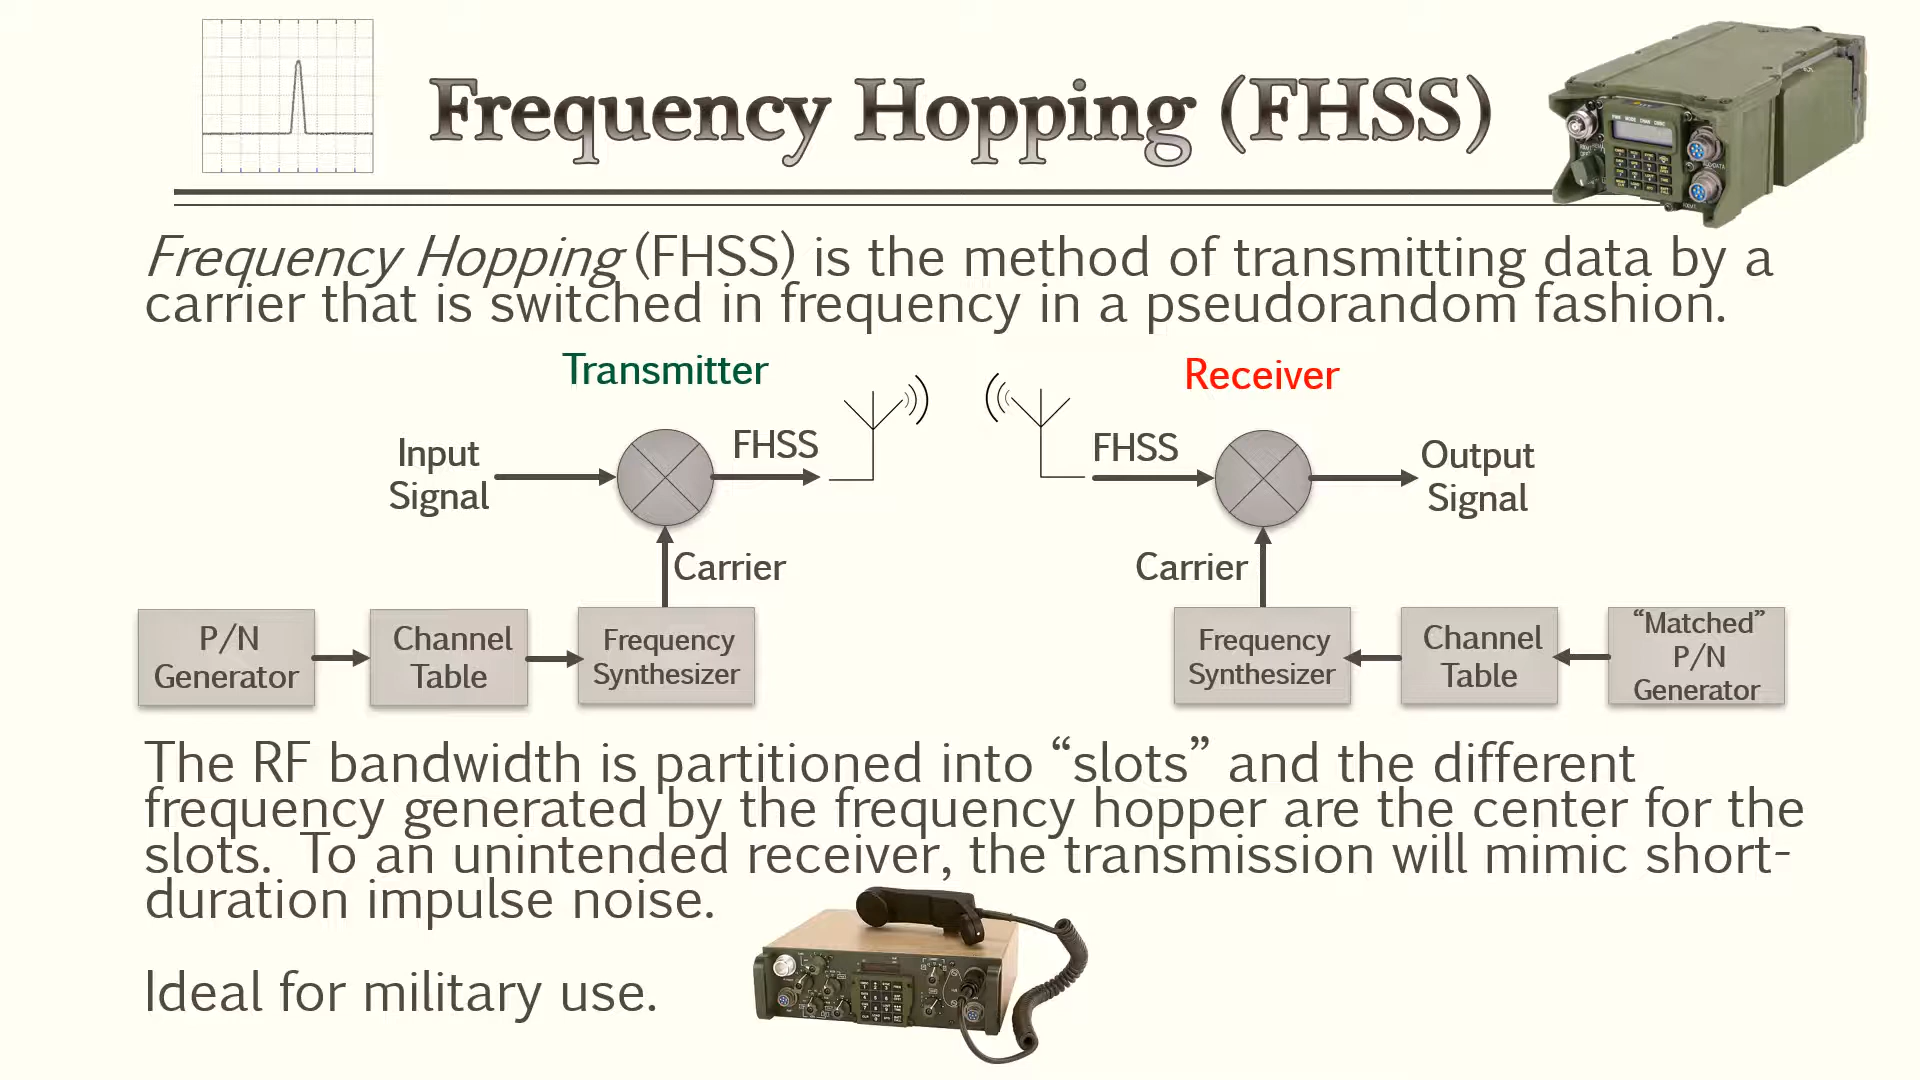 Frequency Hopping (FHSS)
Frequency Hopping (FHSS) is the method of transmitting data by a
carrier that is switched in frequency in a pseudorandom fashion.
Transmitter
Receiver
Input
Signal
FHSS
FHSS
Output
Signal
Carrier
Carrier
P/N
Generator
Channel
Table
Frequency
Synthesizer
Frequency
Synthesizer
Channel
Table
“Matched”
P/N
Generator
The RF bandwidth is partitioned into “slots” and the different
frequency generated by the frequency hopper are the center for the
slots.  To an unintended receiver, the transmission will mimic short-
duration impulse noise.
Ideal for military use.